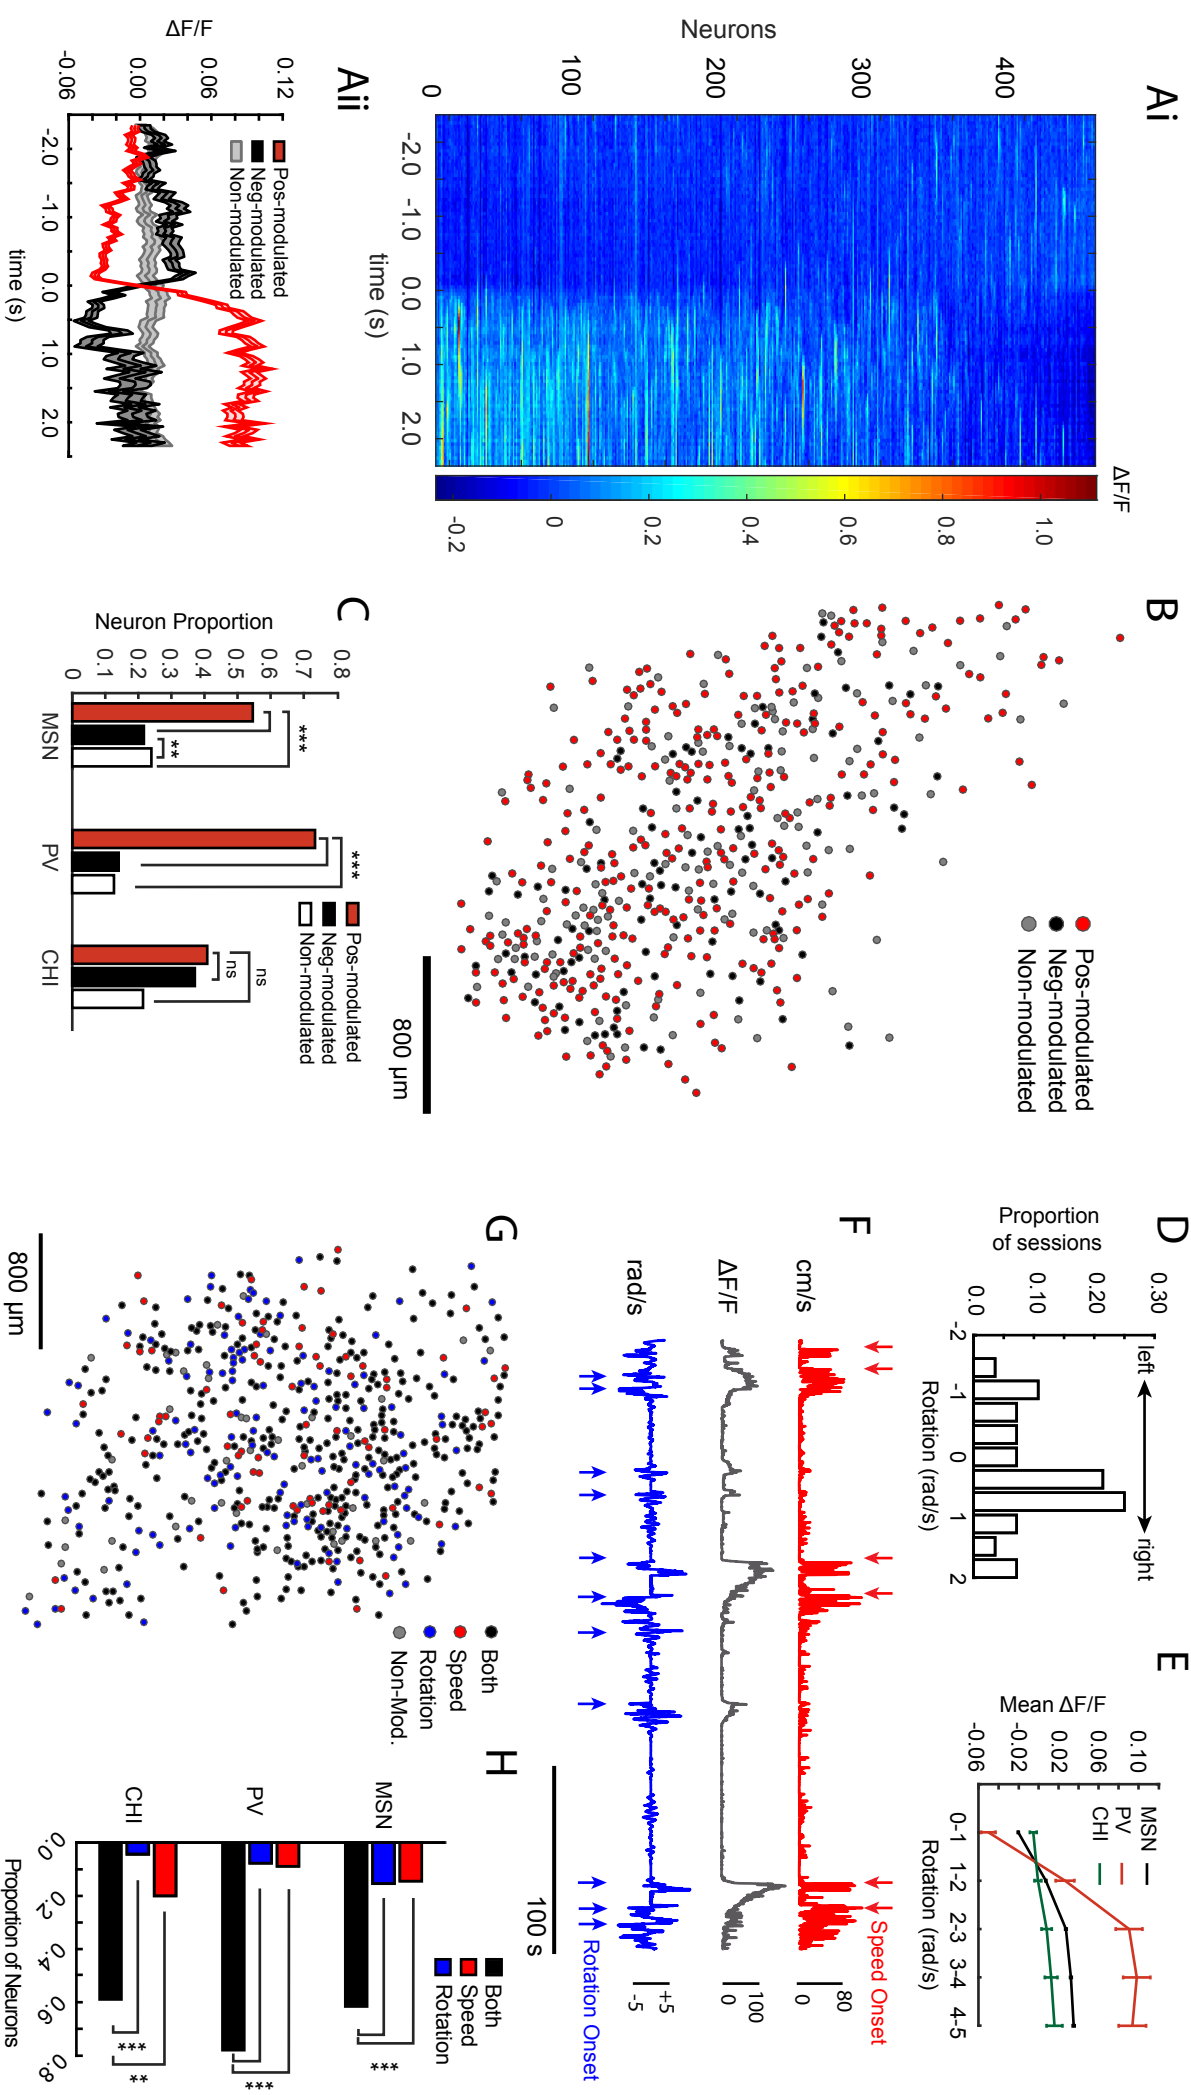 Ai
Neurons
0
100
200
300
400
-2.0
-1.0
0.0
1.0
2.0
time (s)
ΔF/F
-0.2
0
0.2
0.4
0.6
0.8
1.0
Aii
ΔF/F
-0.06
0.00
0.06
0.12
Pos-modulated
Neg-modulated
Non-modulated
-2.0
-1.0
0.0
1.0
2.0
time (s)
B
Pos-modulated
Neg-modulated
Non-modulated
800 µm
C
Neuron Proportion
0
0.1
0.2
0.3
0.4
0.5
0.6
0.7
0.8
***
**
***
ns
ns
MSN
PV
CHI
Pos-modulated
Neg-modulated
Non-modulated
D
Proportion
of sessions
0.0
0.10
0.20
0.30
left
right
-2
-1
0
1
2
Rotation (rad/s)
E
Mean ΔF/F
-0.06
-0.02
0.02
0.06
0.10
MSN
PV
CHI
0-1
1-2
2-3
3-4
4-5
Rotation (rad/s)
F
cm/s
ΔF/F
rad/s
Speed Onset
80
0
100
0
+5
-5
Rotation Onset
100 s
G
Both
Speed
Rotation
Non-Mod.
800 µm
H
MSN
PV
CHI
Both
Speed
Rotation
***
***
***
**
0.0
0.2
0.4
0.6
0.8
Proportion of Neurons